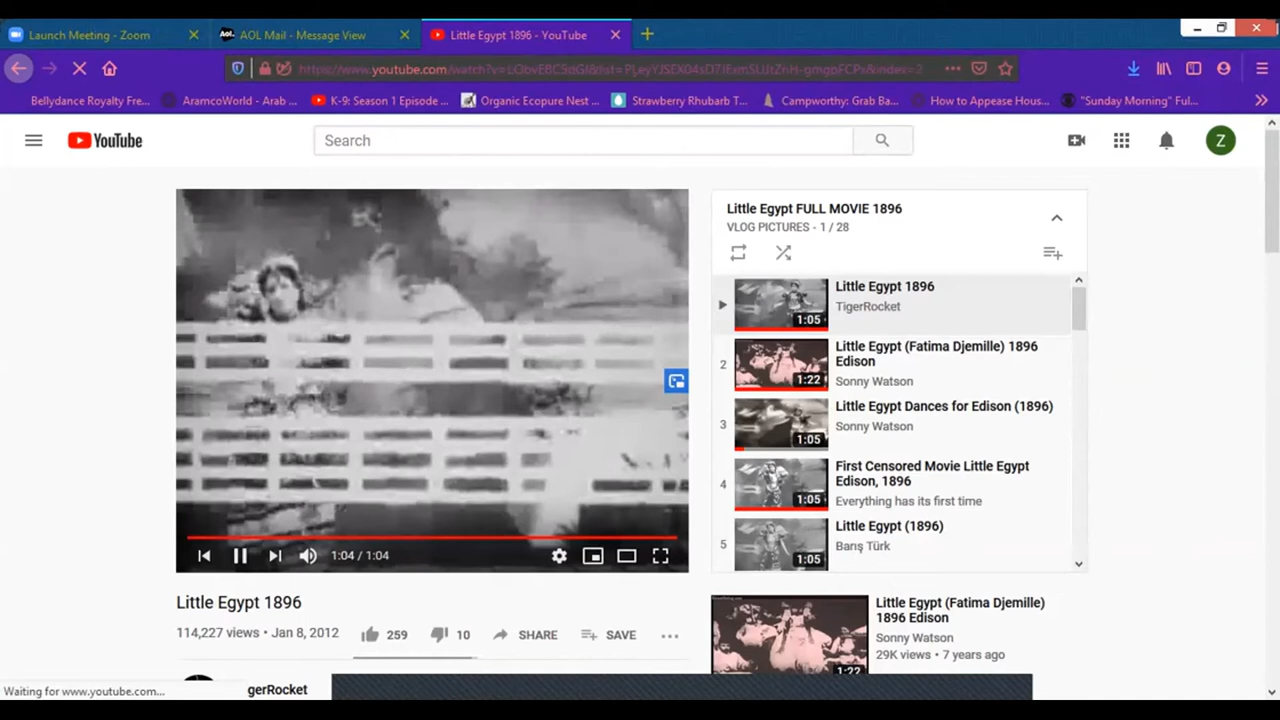 Launch Meeting - Zoom
AOL Mail - Message View
Little Egypt 1896 - YouTube
Bellydance Royalty Fre...
AramcoWorld - Arab ...
K-9: Season 1 Episode ...
Organic Ecopure Nest ...
Strawberry Rhubarb T...
Campworthy: Grab Ba...
How to Appease Hous...
"Sunday Morning" Ful...
YouTube
Search
Z
Little Egypt FULL MOVIE 1896
VLOG PICTURES - 1 / 28
Little Egypt 1896
TigerRocket
1:05
2
Little Egypt (Fatima Djemille) 1896
Edison
Sonny Watson
1:22
3
Little Egypt Dances for Edison (1896)
Sonny Watson
1:05
4
First Censored Movie Little Egypt
Edison, 1896
Everything has its first time
1:05
5
Little Egypt (1896)
Barış Türk
1:05
1:04 / 1:04
Little Egypt 1896
114,227 views • Jan 8, 2012
259
10
SHARE
SAVE
Little Egypt (Fatima Djemille)
1896 Edison
Sonny Watson
29K views • 7 years ago
1:22
Waiting for www.youtube.com...
gerRocket